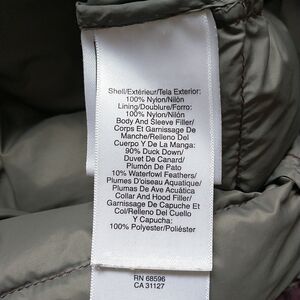 Shell/Extérieur/Tela Exterior:
100% Nylon/Nilón
Lining/Doublure/Forro:
100% Nylon/Nilón
Body And Sleeve Filler/
Corps Et Garnissage De
Manche/Relleno Del
Cuerpo Y De La Manga:
90% Duck Down/
Duvet De Canard/
Plumón De Pato
10% Waterfowl Feathers/
Plumes D'oiseau Aquatique/
Plumas De Ave Acuática
Collar And Hood Filler/
Garnissage De Capuche Et
Col/Relleno Del Cuello
Y Capucha:
100% Polyester/Poliéster
RN 68596
CA 31127